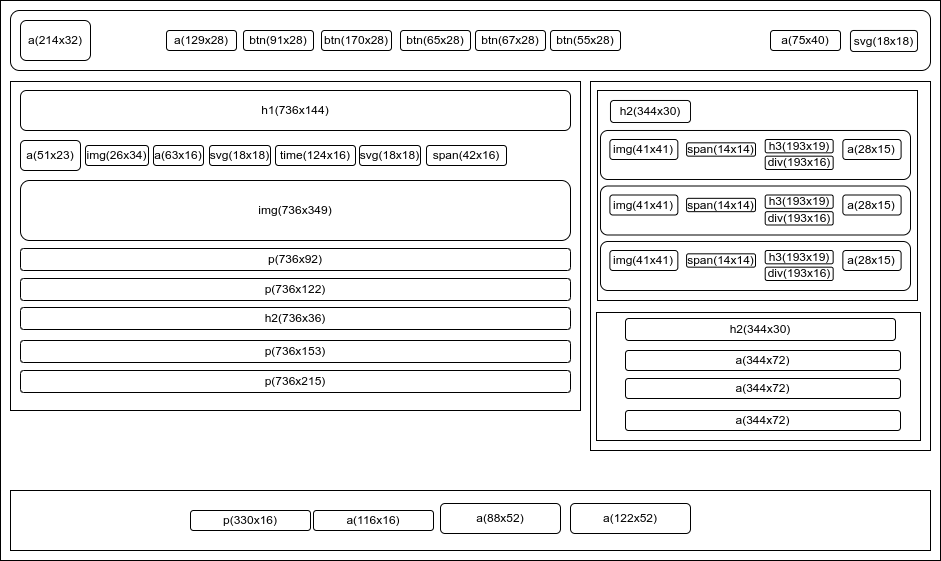 a(214x32) a(129x28) btn(91x28) btn(170x28) btn(65x28) btn(67x28) btn(55x28) a(75x40) svg(18x18)
h1(736x144)
a(51x23) img(26x34) a(63x16) svg(18x18) time(124x16) svg(18x18) span(42x16)
img(736x349)
p(736x92)
p(736x122)
h2(736x36)
p(736x153)
p(736x215)
h2(344x30)
img(41x41) span(14x14) h3(193x19) a(28x15)
div(193x16)
img(41x41) span(14x14) h3(193x19) a(28x15)
div(193x16)
img(41x41) span(14x14) h3(193x19) a(28x15)
div(193x16)
h2(344x30)
a(344x72)
a(344x72)
a(344x72)
p(330x16) a(116x16) a(88x52) a(122x52)